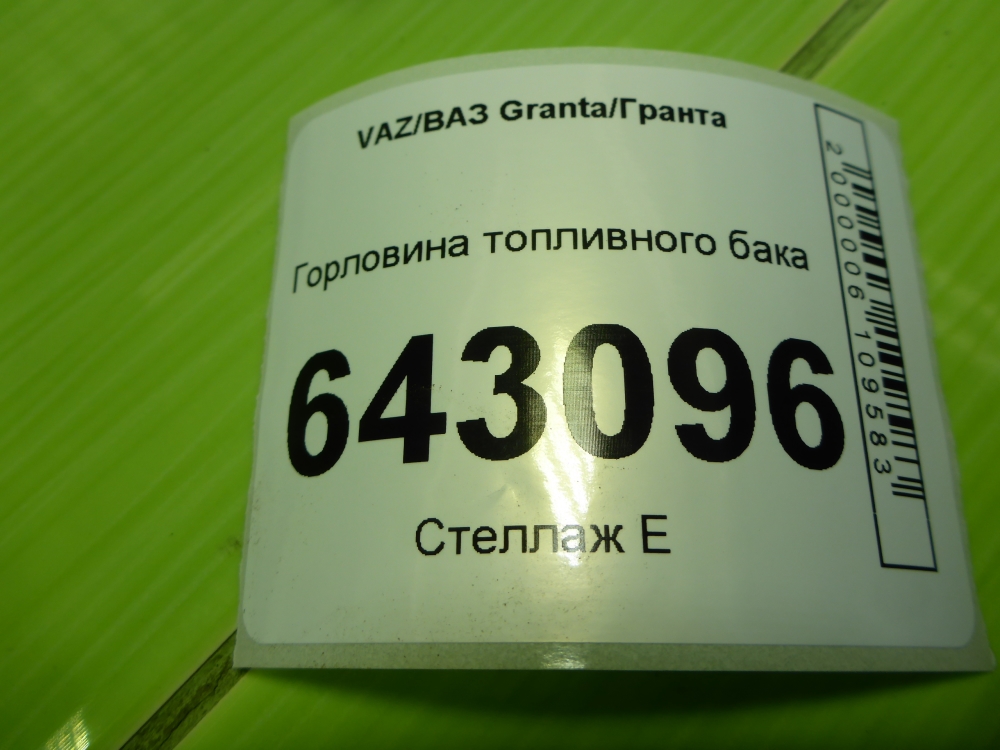 VAZ/ВАЗ Granta/Гранта
Горловина топливного бака
643096
Стеллаж Е
2000006109583